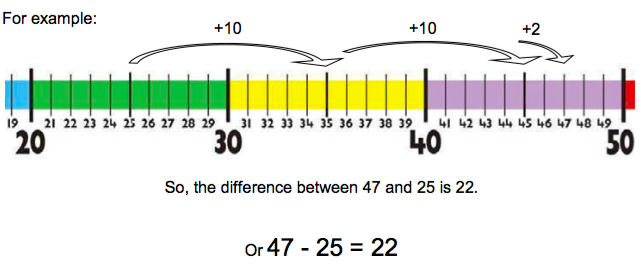 For example:
+10 +10 +2
19 21 22 23 24 25 26 27 28 29 31 32 33 34 35 36 37 38 39 41 42 43 44 45 46 47 48 49
20 30 40 50
So, the difference between 47 and 25 is 22.
Or 47 - 25 = 22